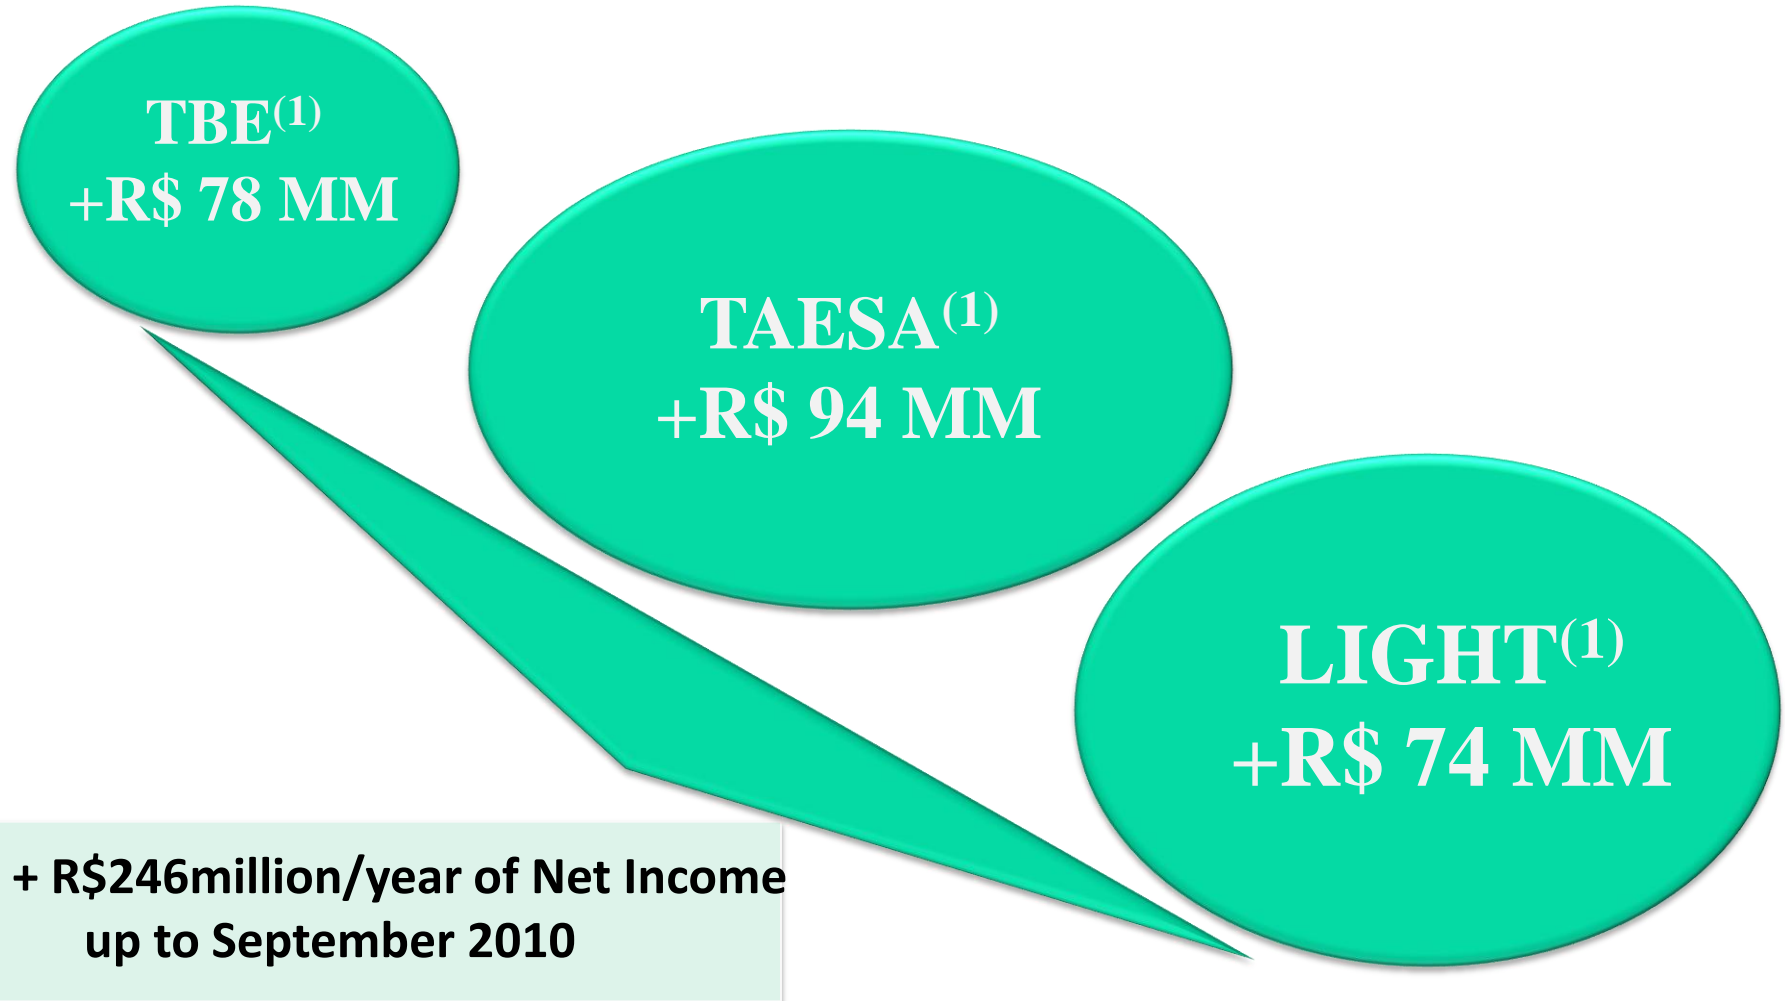 TBE(1)
+R$ 78 MM
TAESA(1)
+R$ 94 MM
LIGHT(1)
+R$ 74 MM
+ R$246million/year of Net Income
up to September 2010